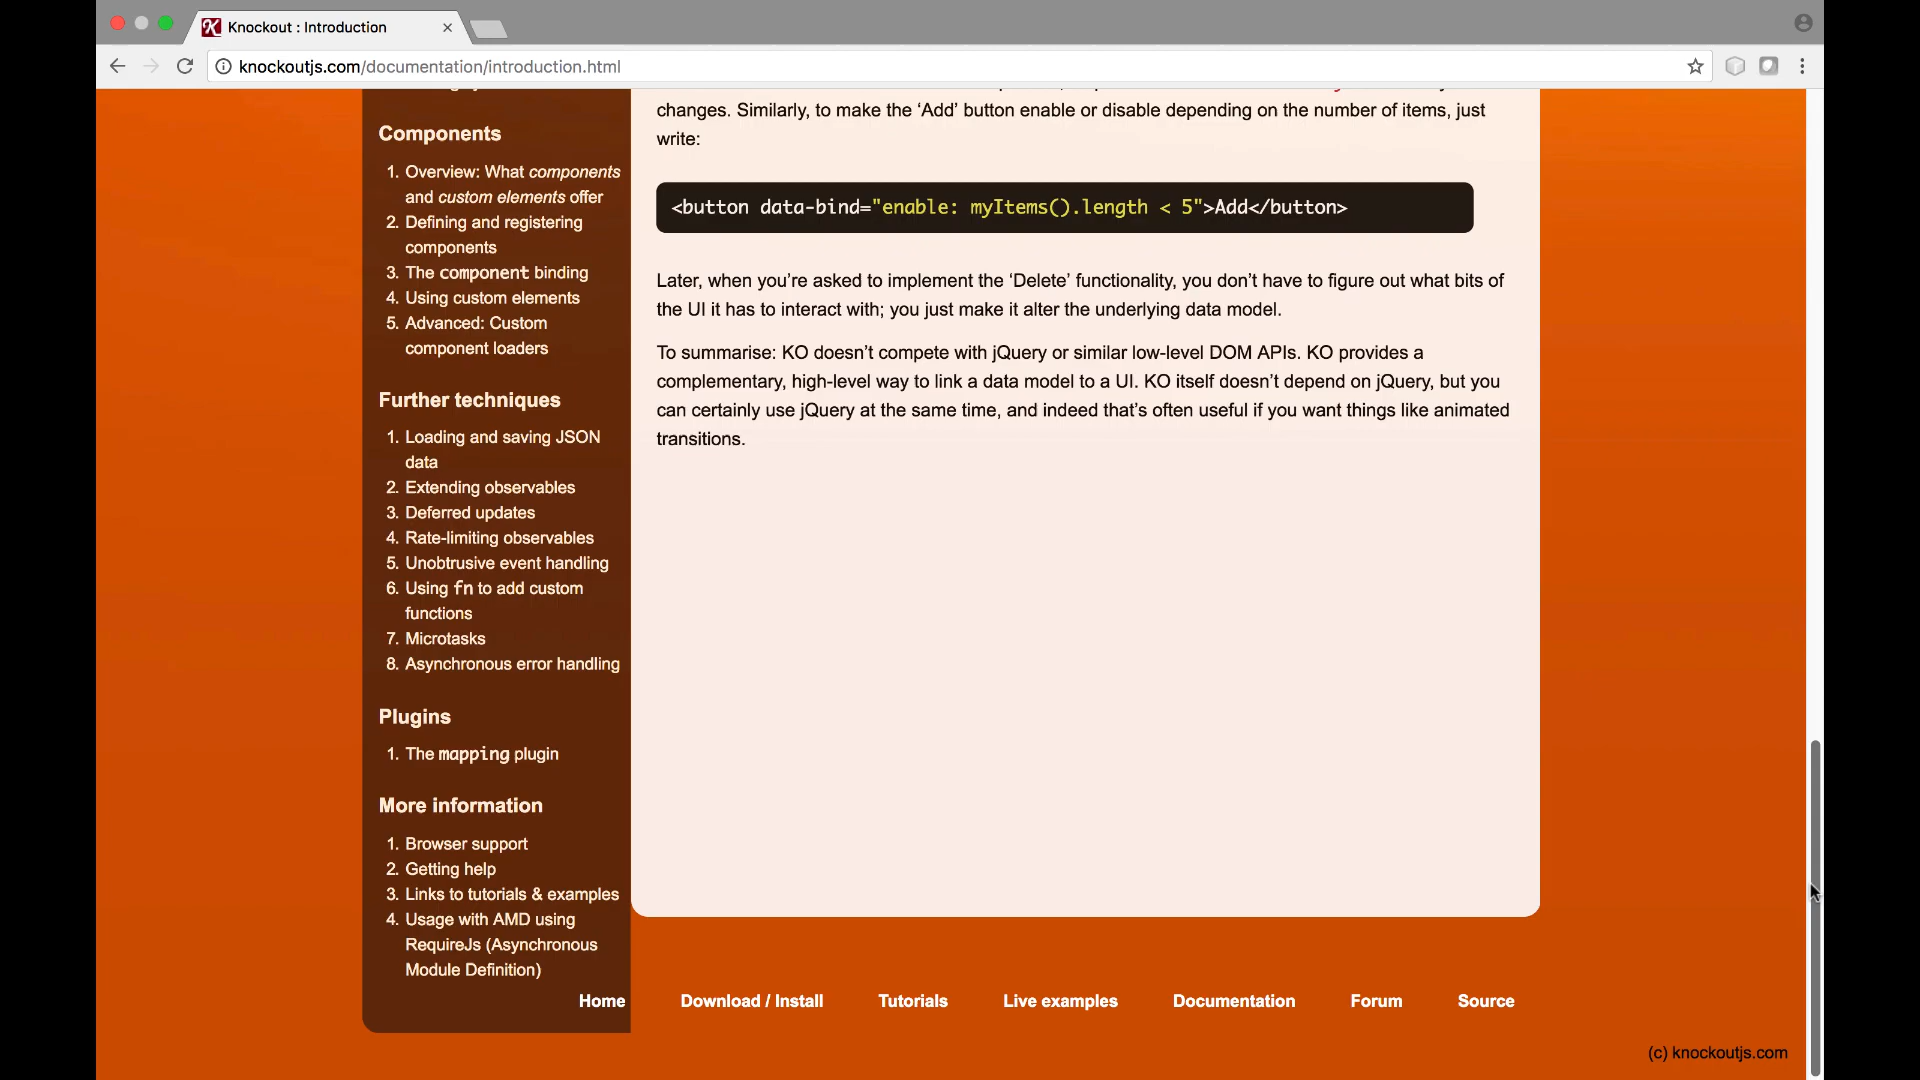 Knockout : Introduction
knockoutjs.com/documentation/introduction.html
Components
1. Overview: What components
and custom elements offer
2. Defining and registering
components
3. The component binding
4. Using custom elements
5. Advanced: Custom
component loaders
Further techniques
1. Loading and saving JSON
data
2. Extending observables
3. Deferred updates
4. Rate-limiting observables
5. Unobtrusive event handling
6. Using fn to add custom
functions
7. Microtasks
8. Asynchronous error handling
Plugins
1. The mapping plugin
More information
1. Browser support
2. Getting help
3. Links to tutorials & examples
4. Usage with AMD using
RequireJs (Asynchronous
Module Definition)
changes. Similarly, to make the ‘Add’ button enable or disable depending on the number of items, just
write:
<button data-bind="enable: myItems().length < 5">Add</button>
Later, when you’re asked to implement the ‘Delete’ functionality, you don’t have to figure out what bits of
the UI it has to interact with; you just make it alter the underlying data model.
To summarise: KO doesn’t compete with jQuery or similar low-level DOM APIs. KO provides a
complementary, high-level way to link a data model to a UI. KO itself doesn’t depend on jQuery, but you
can certainly use jQuery at the same time, and indeed that’s often useful if you want things like animated
transitions.
Home Download / Install Tutorials Live examples Documentation Forum Source
(c) knockoutjs.com